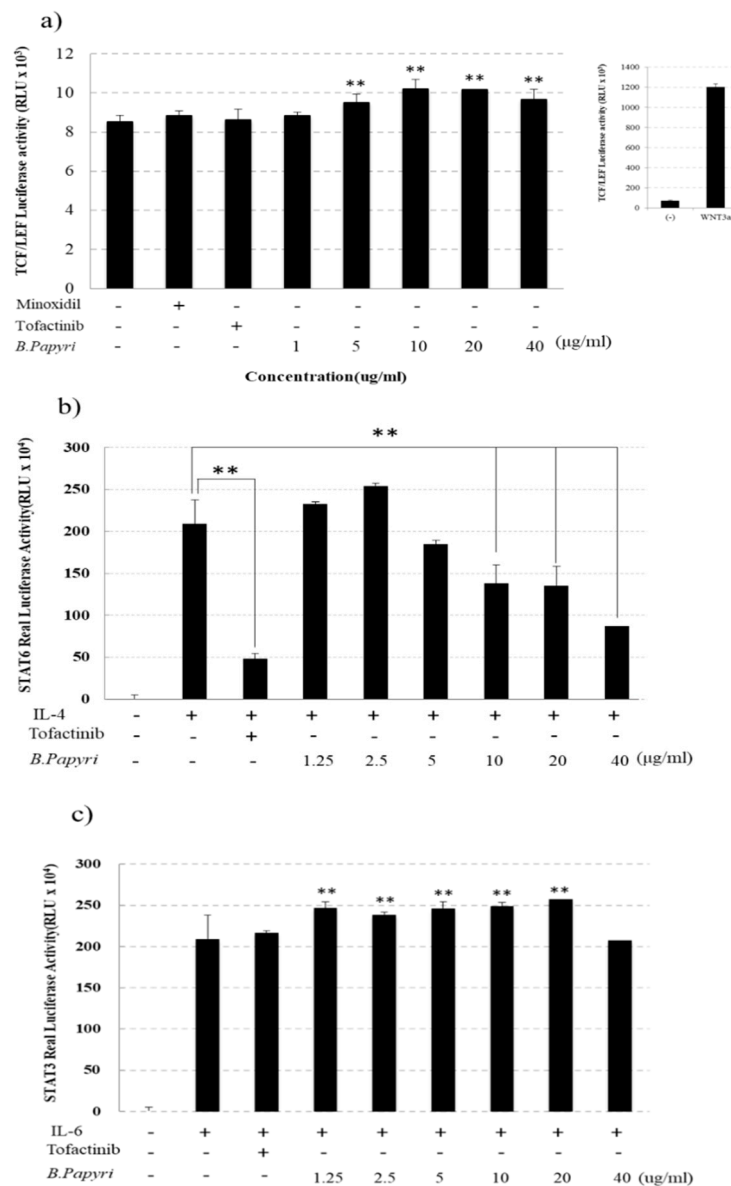 a)
TCF/LEF Luciferase activity (RLU x 10³)
12
10
8
6
4
2
0
** ** ** **
Minoxidil - + - - - - - -
Tofactinib - - + - - - - -
B.Papyri - - - 1 5 10 20 40 (μg/ml)
Concentration(ug/ml)
TCF/LEF Luciferase activity (RLU x 10³)
1400
1200
1000
800
600
400
200
0
(-) WNT3a
b)
STAT6 Real Luciferase Activity(RLU x 10⁴)
300
250
200
150
100
50
0
**
**
IL-4 - + + + + + + + +
Tofactinib - - + - - - - - -
B.Papyri - - - 1.25 2.5 5 10 20 40 (μg/ml)
c)
STAT3 Real Luciferase Activity(RLU x 10⁴)
300
250
200
150
100
50
0
** ** ** ** **
IL-6 - + + + + + + + +
Tofactinib - - + - - - - - -
B.Papyri - - - 1.25 2.5 5 10 20 40 (ug/ml)